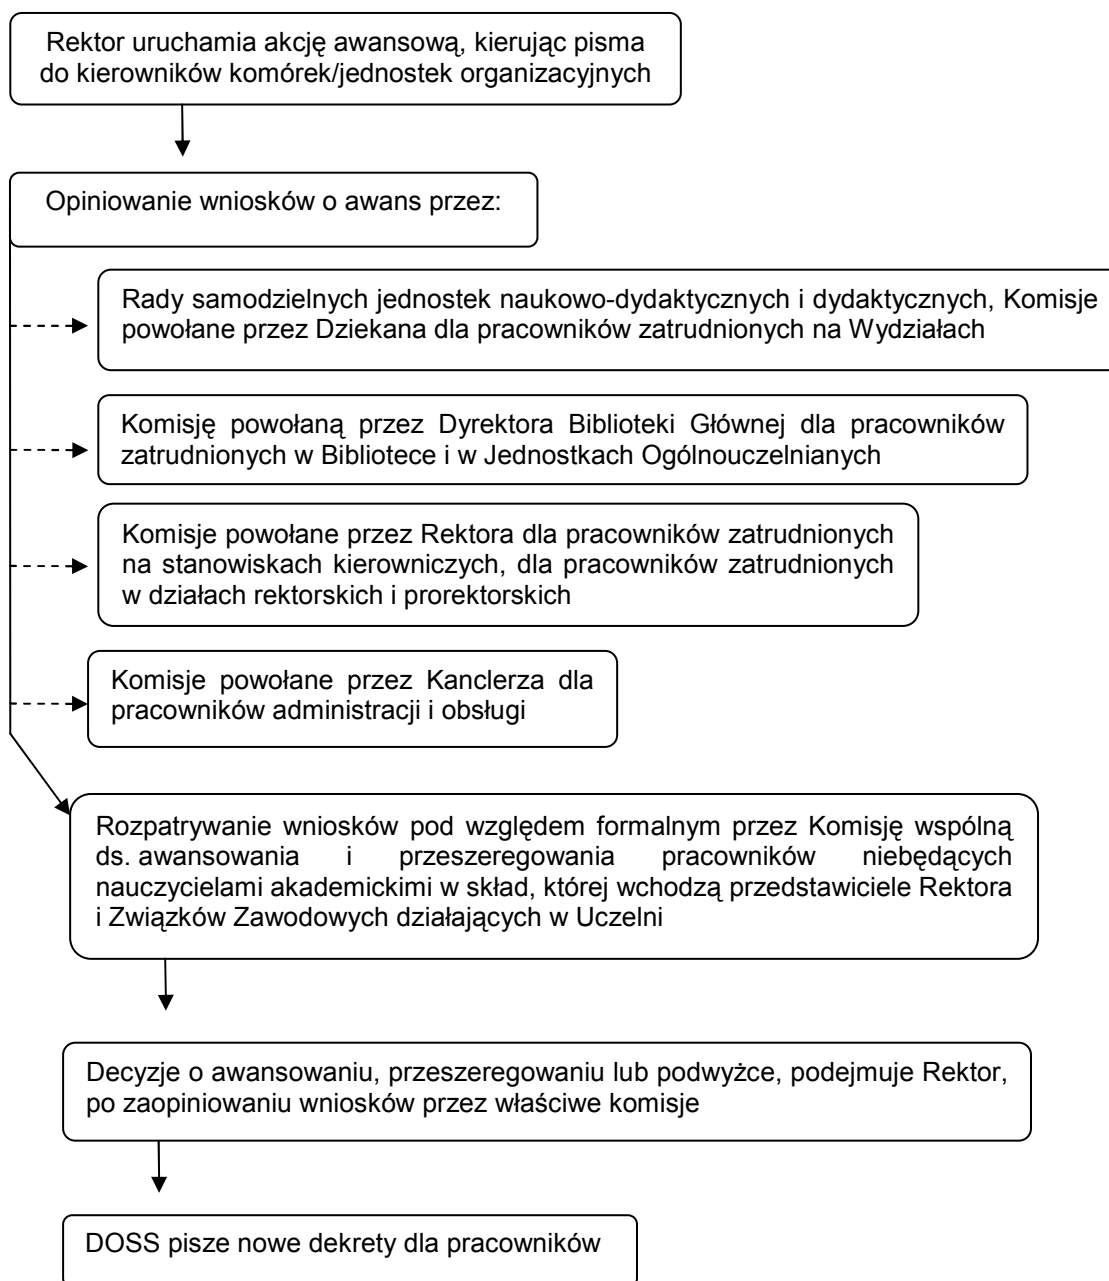 Rektor uruchamia akcję awansową, kierując pisma
do kierowników komórek/jednostek organizacyjnych
Opiniowanie wniosków o awans przez:
Rady samodzielnych jednostek naukowo-dydaktycznych i dydaktycznych, Komisje
powołane przez Dziekana dla pracowników zatrudnionych na Wydziałach
Komisję powołaną przez Dyrektora Biblioteki Głównej dla pracowników
zatrudnionych w Bibliotece i w Jednostkach Ogólnouczelnianych
Komisje powołane przez Rektora dla pracowników zatrudnionych
na stanowiskach kierowniczych, dla pracowników zatrudnionych
w działach rektorskich i prorektorskich
Komisje powołane przez Kanclerza dla
pracowników administracji i obsługi
Rozpatrywanie wniosków pod względem formalnym przez Komisję wspólną
ds. awansowania i przeszeregowania pracowników niebędących
nauczycielami akademickimi w skład, której wchodzą przedstawiciele Rektora
i Związków Zawodowych działających w Uczelni
Decyzje o awansowaniu, przeszeregowaniu lub podwyżce, podejmuje Rektor,
po zaopiniowaniu wniosków przez właściwe komisje
DOSS pisze nowe dekrety dla pracowników